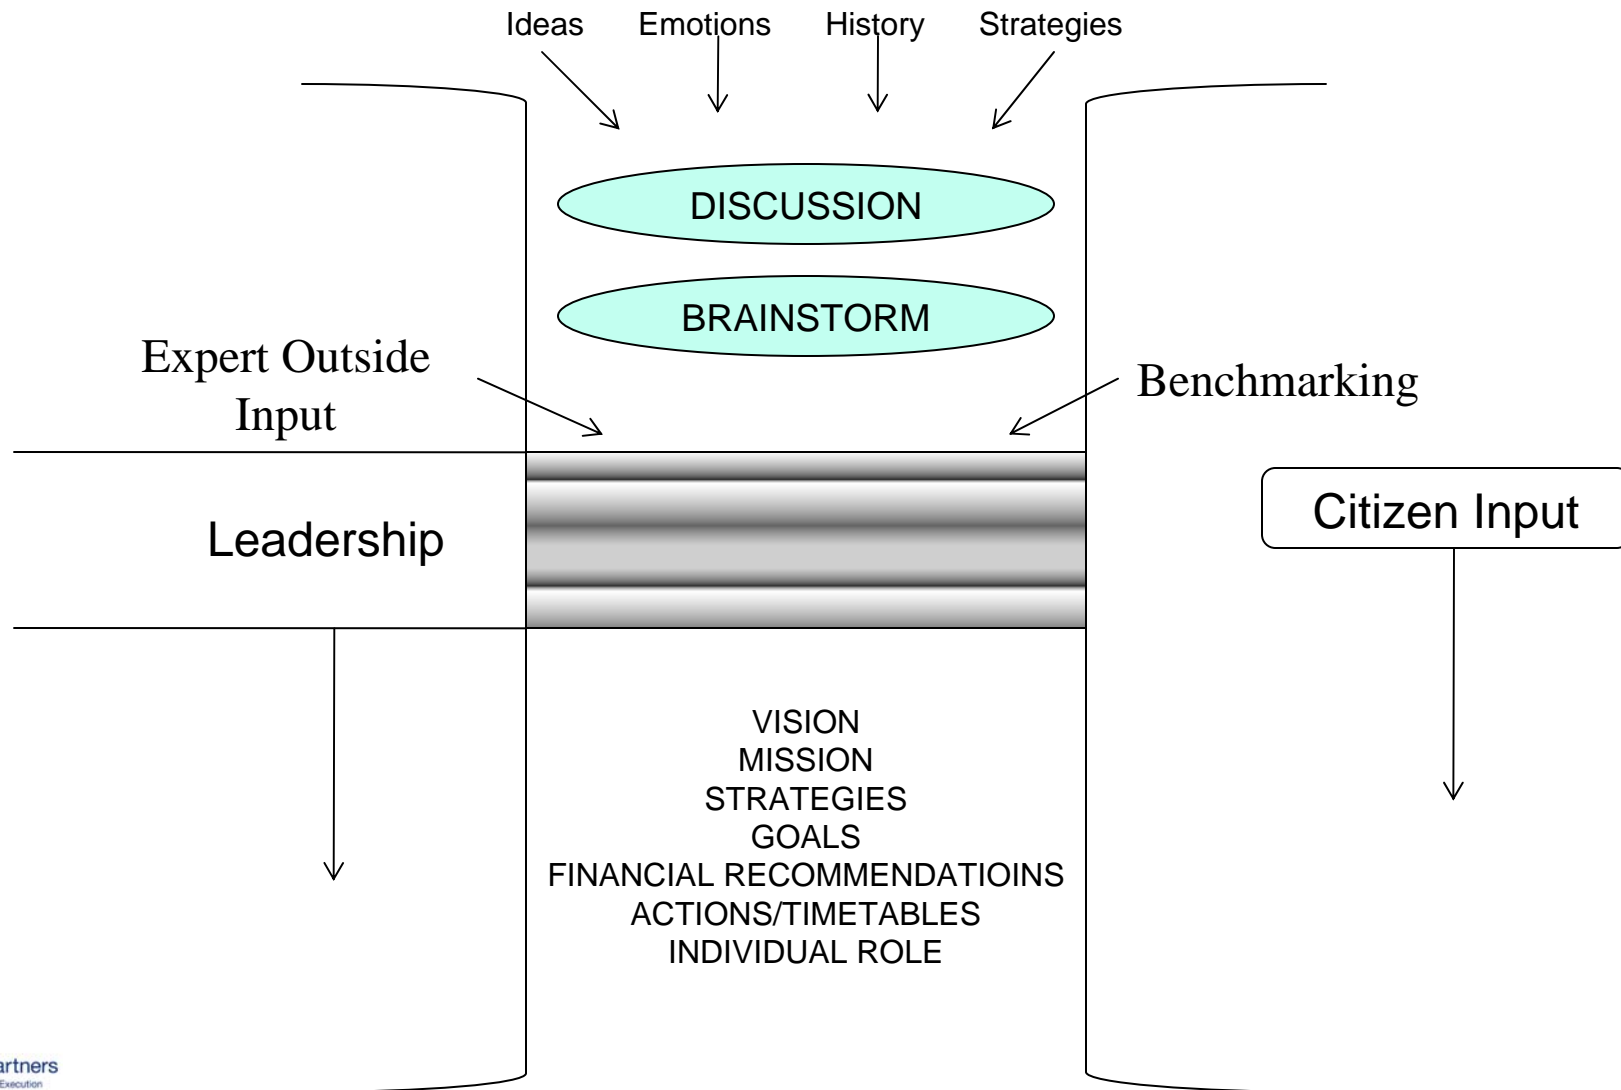 Ideas Emotions History Strategies
DISCUSSION
BRAINSTORM
Expert Outside
Input
Benchmarking
Leadership
Citizen Input
VISION
MISSION
STRATEGIES
GOALS
FINANCIAL RECOMMENDATIOINS
ACTIONS/TIMETABLES
INDIVIDUAL ROLE
artners
Execution